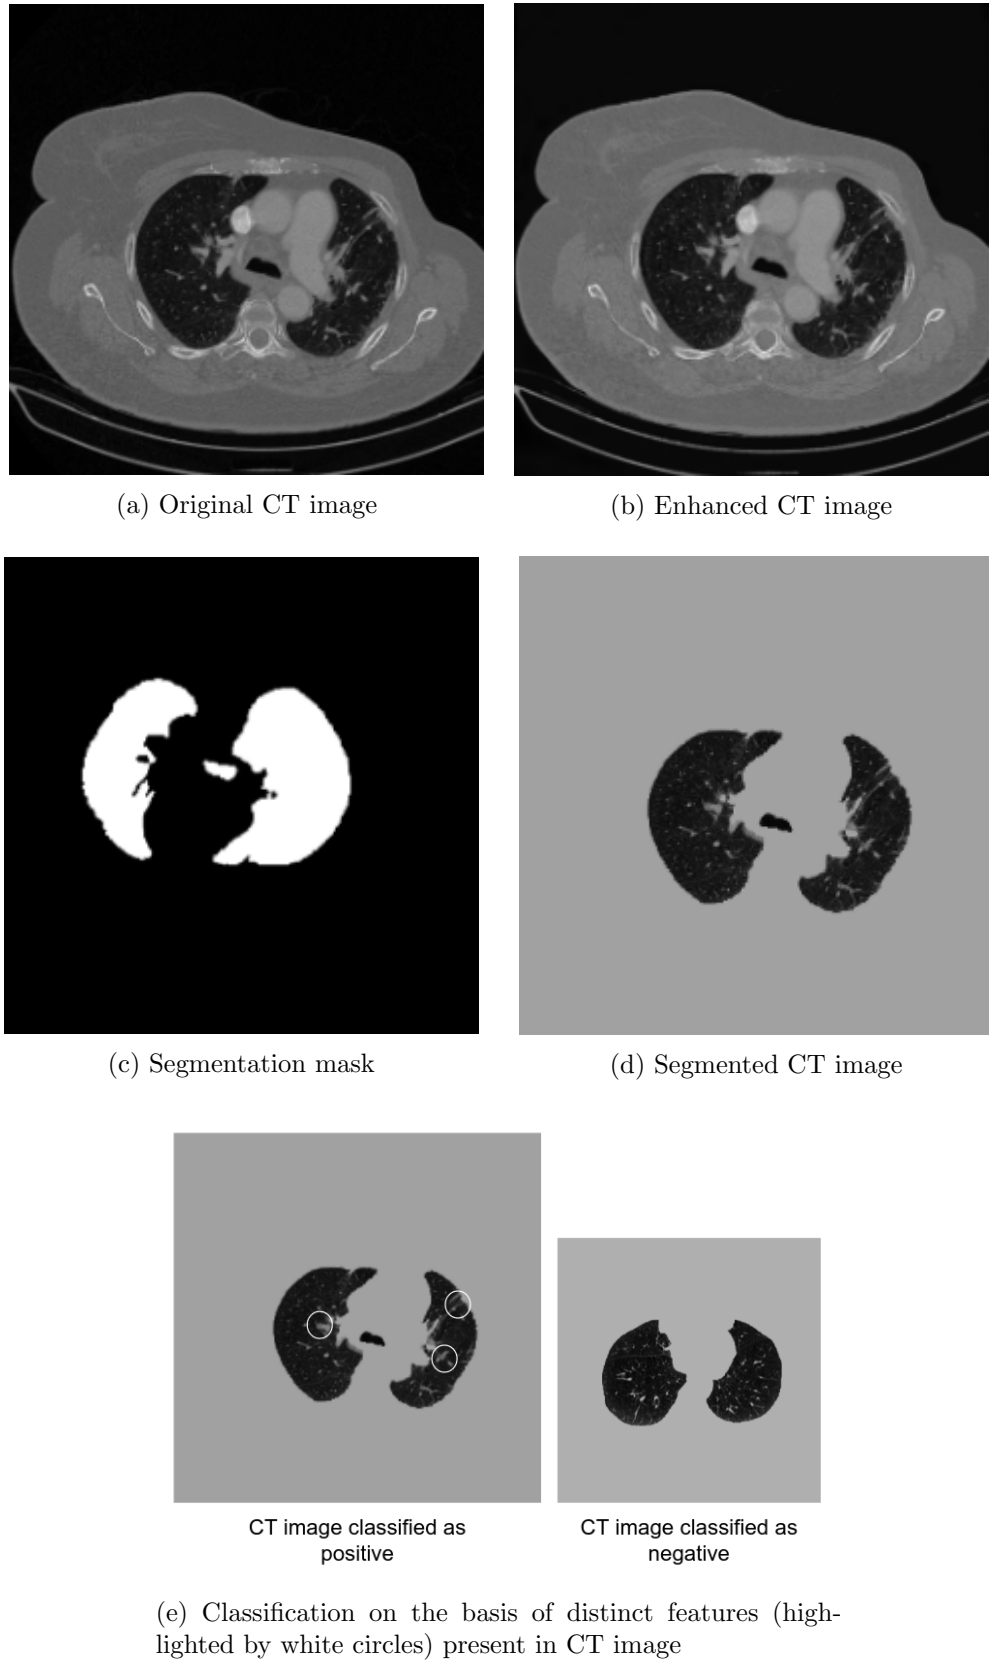 (a) Original CT image
(b) Enhanced CT image
(c) Segmentation mask
(d) Segmented CT image
CT image classified as
positive
CT image classified as
negative
(e) Classification on the basis of distinct features (high-
lighted by white circles) present in CT image